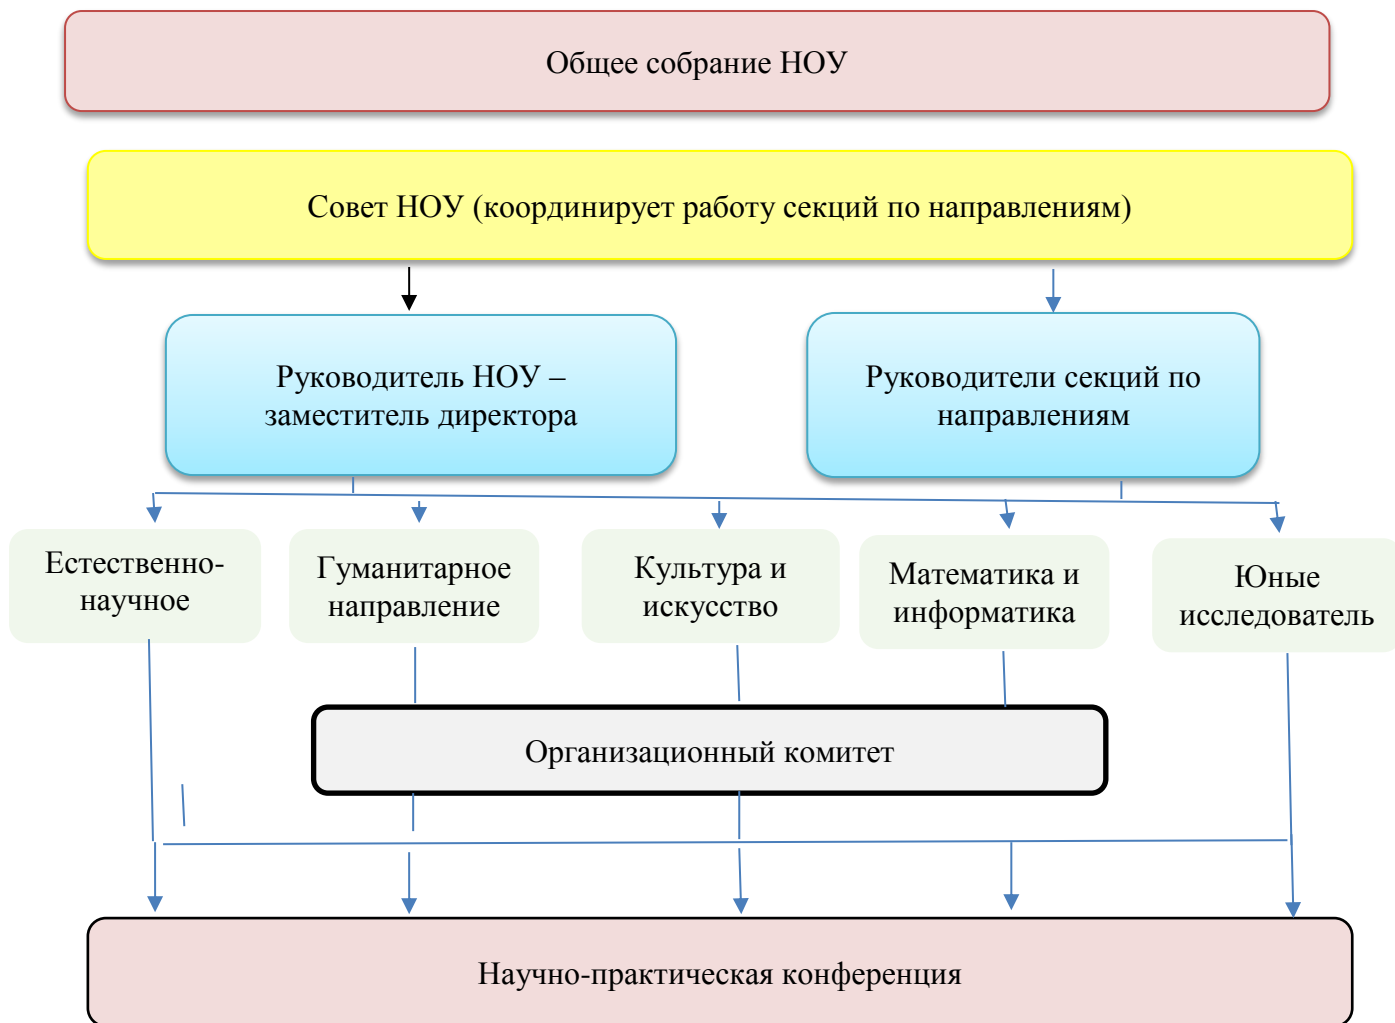 Общее собрание НОУ
Совет НОУ (координирует работу секций по направлениям)
Руководитель НОУ –
заместитель директора
Руководители секций по
направлениям
Естественно-
научное
Гуманитарное
направление
Культура и
искусство
Математика и
информатика
Юные
исследователь
Организационный комитет
Научно-практическая конференция